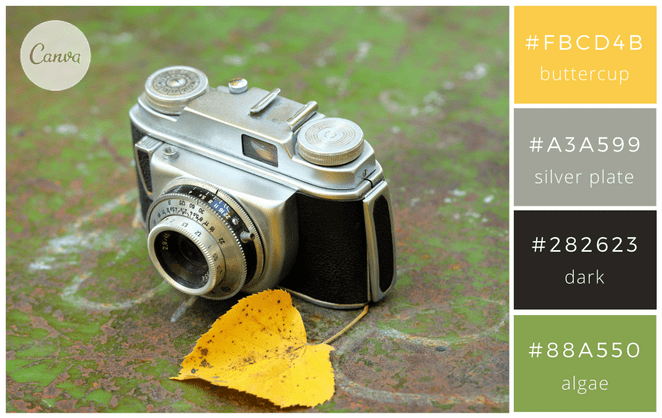 Canva
#FBCD4B
buttercup
#A3A599
silver plate
#282623
dark
#88A550
algae